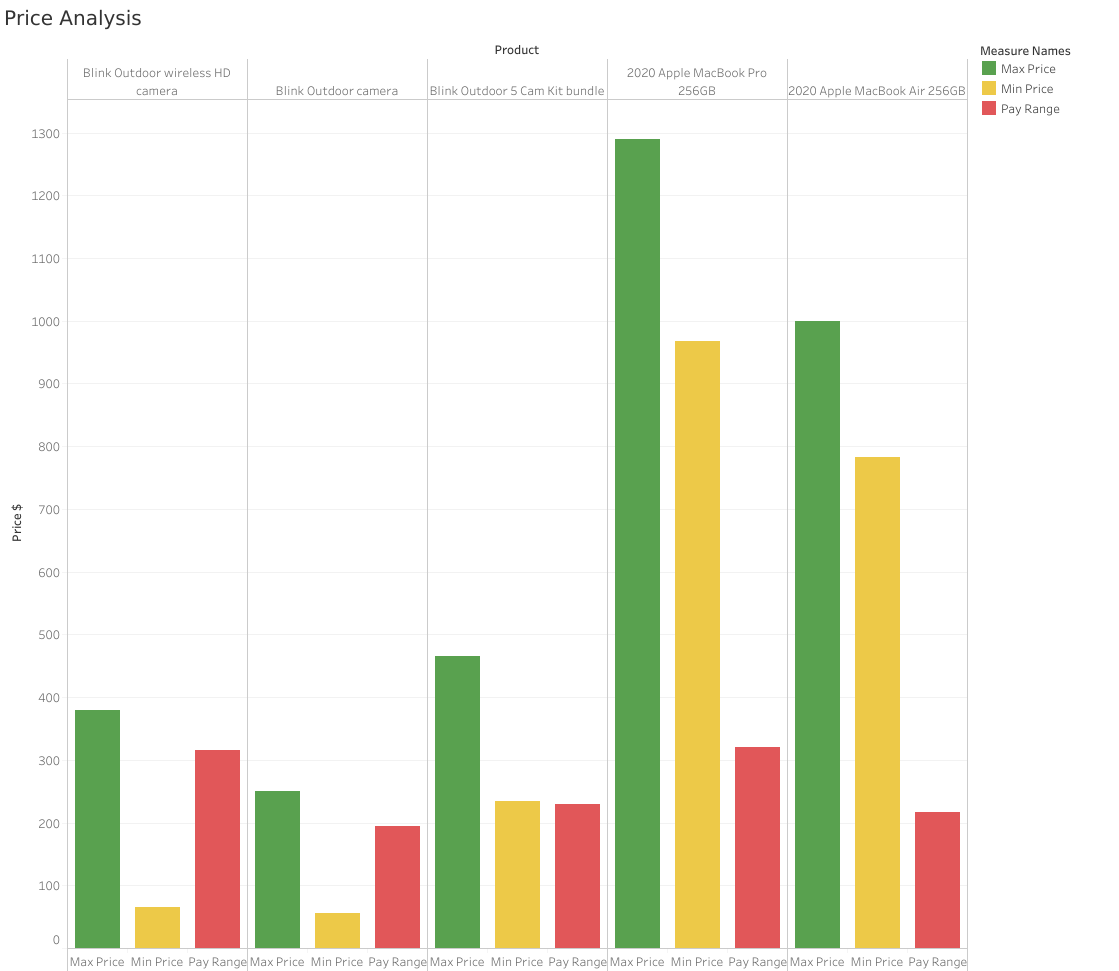 Price Analysis
Product
Measure Names
Max Price
Min Price
Pay Range
Blink Outdoor wireless HD
camera
Blink Outdoor camera
Blink Outdoor 5 Cam Kit bundle
2020 Apple MacBook Pro
256GB
2020 Apple MacBook Air 256GB
1300
1200
1100
1000
900
800
700
600
500
400
300
200
100
0
Price $
Max Price Min Price Pay Range Max Price Min Price Pay Range Max Price Min Price Pay Range Max Price Min Price Pay Range Max Price Min Price Pay Range